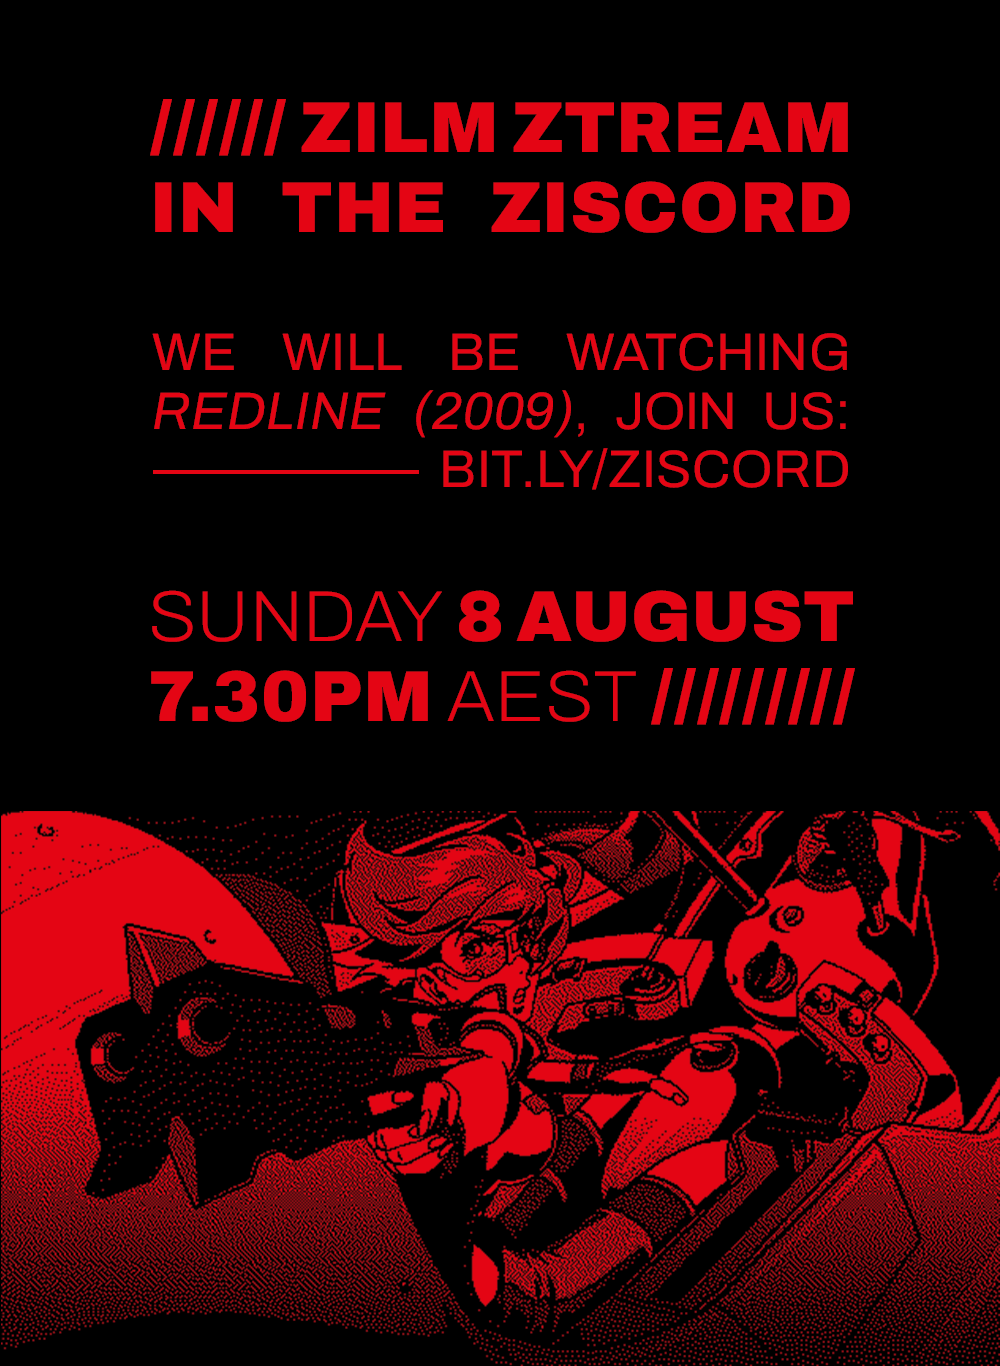 ////// ZILM ZTREAM
IN THE ZISCORD
WE WILL BE WATCHING
REDLINE (2009), JOIN US:
BIT.LY/ZISCORD
SUNDAY 8 AUGUST
7.30PM AEST /////////